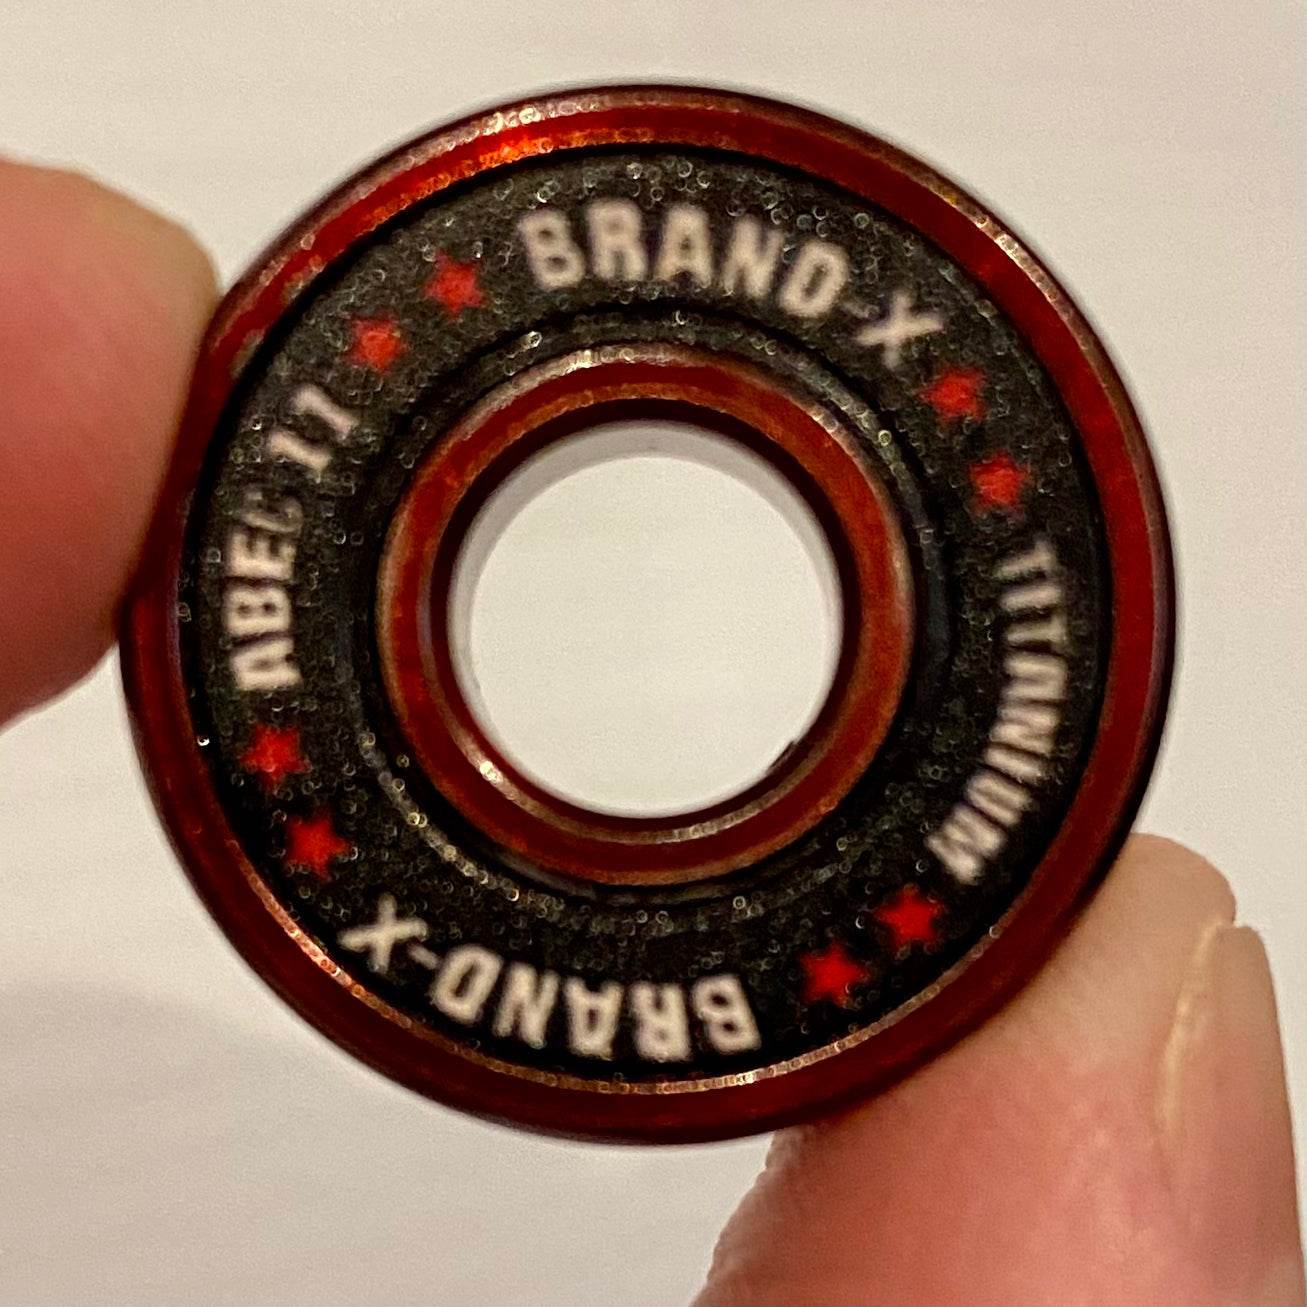 BRAND-X
TITANIUM
BRAND-X
ABEC 11